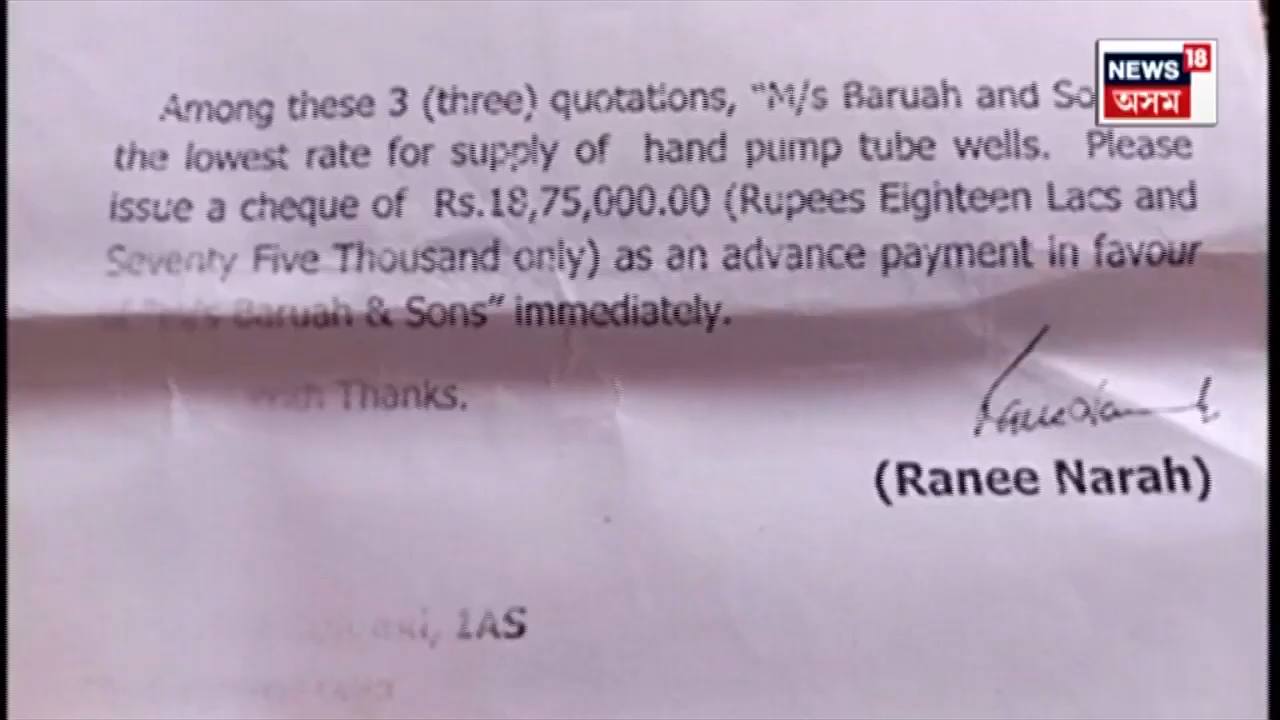 NEWS 18
অসম
Among these 3 (three) quotations, "M/s Baruah and So
the lowest rate for supply of hand pump tube wells. Please
issue a cheque of Rs.18,75,000.00 (Rupees Eighteen Lacs and
Seventy Five Thousand only) as an advance payment in favour
Baruah & Sons" immediately.
With Thanks.
(Ranee Narah)
IAS